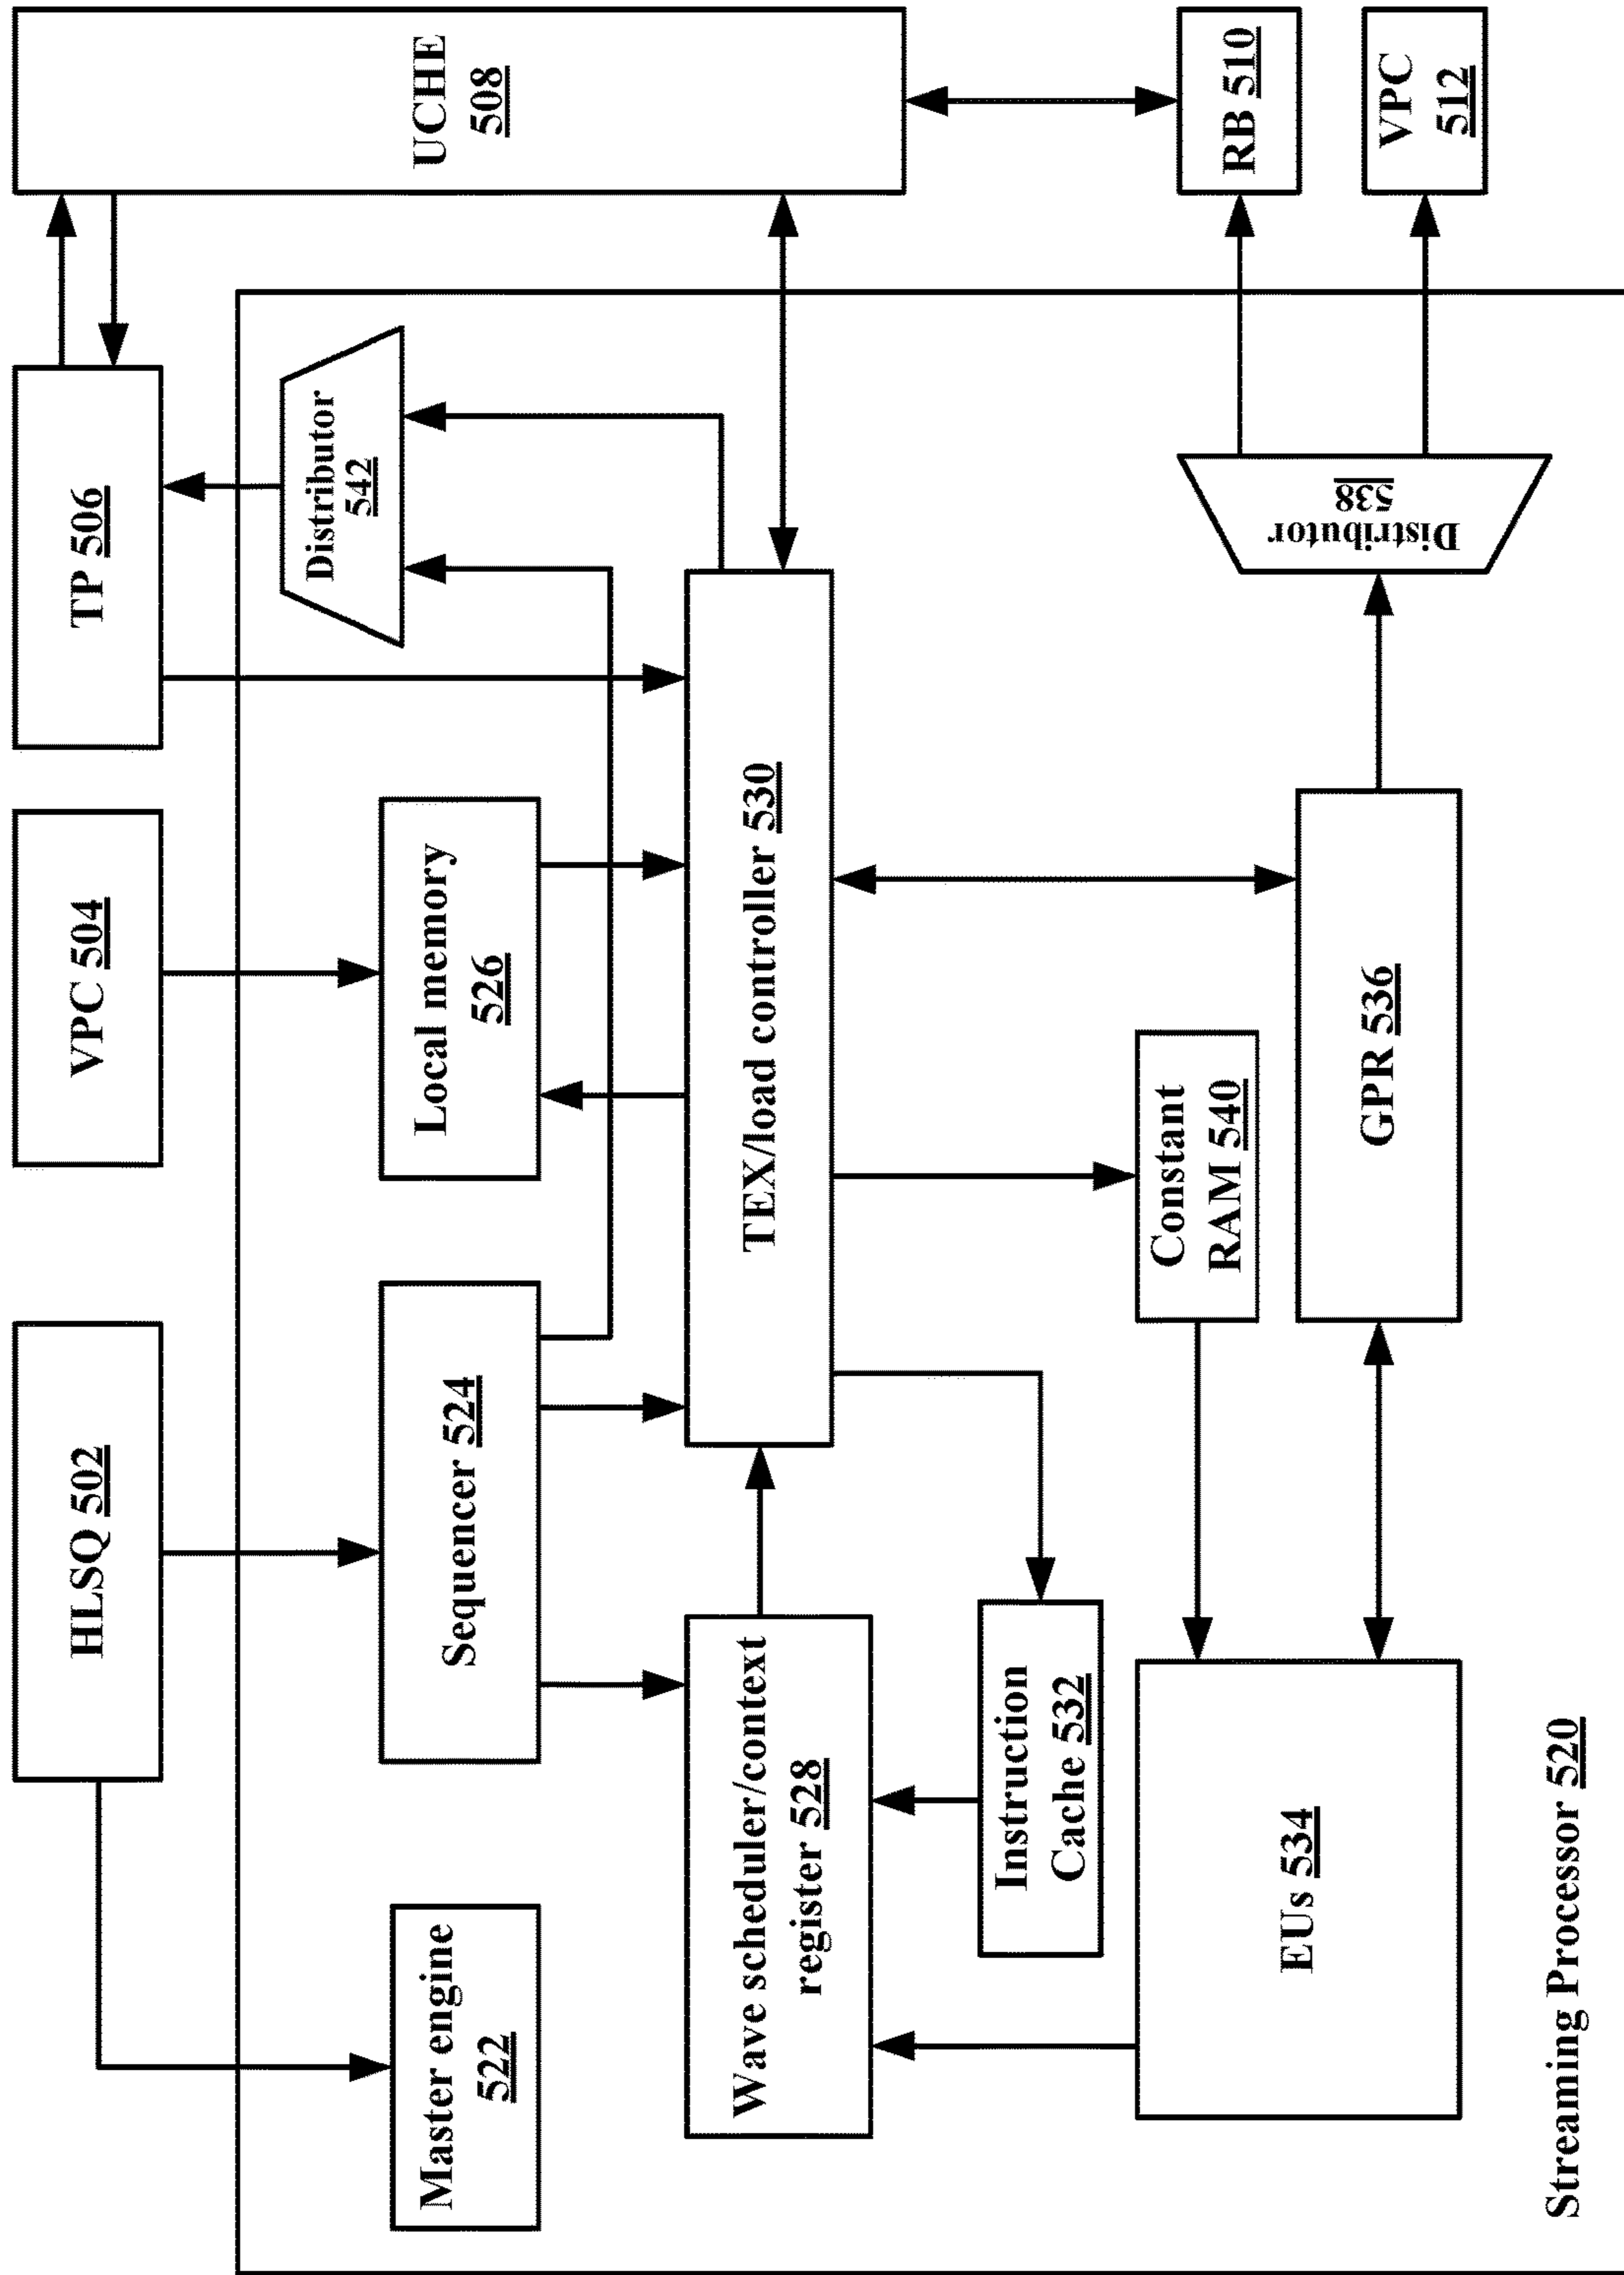 HLSQ 502
VPC 504
TP 506
UCHE
508
Master engine
522
Sequencer 524
Local memory
526
Distributor
542
Wave scheduler/context
register 528
TEX/load controller 530
Instruction
Cache 532
Constant
RAM 540
EUs 534
GPR 536
Distributor
538
RB 510
VPC
512
Streaming Processor 520